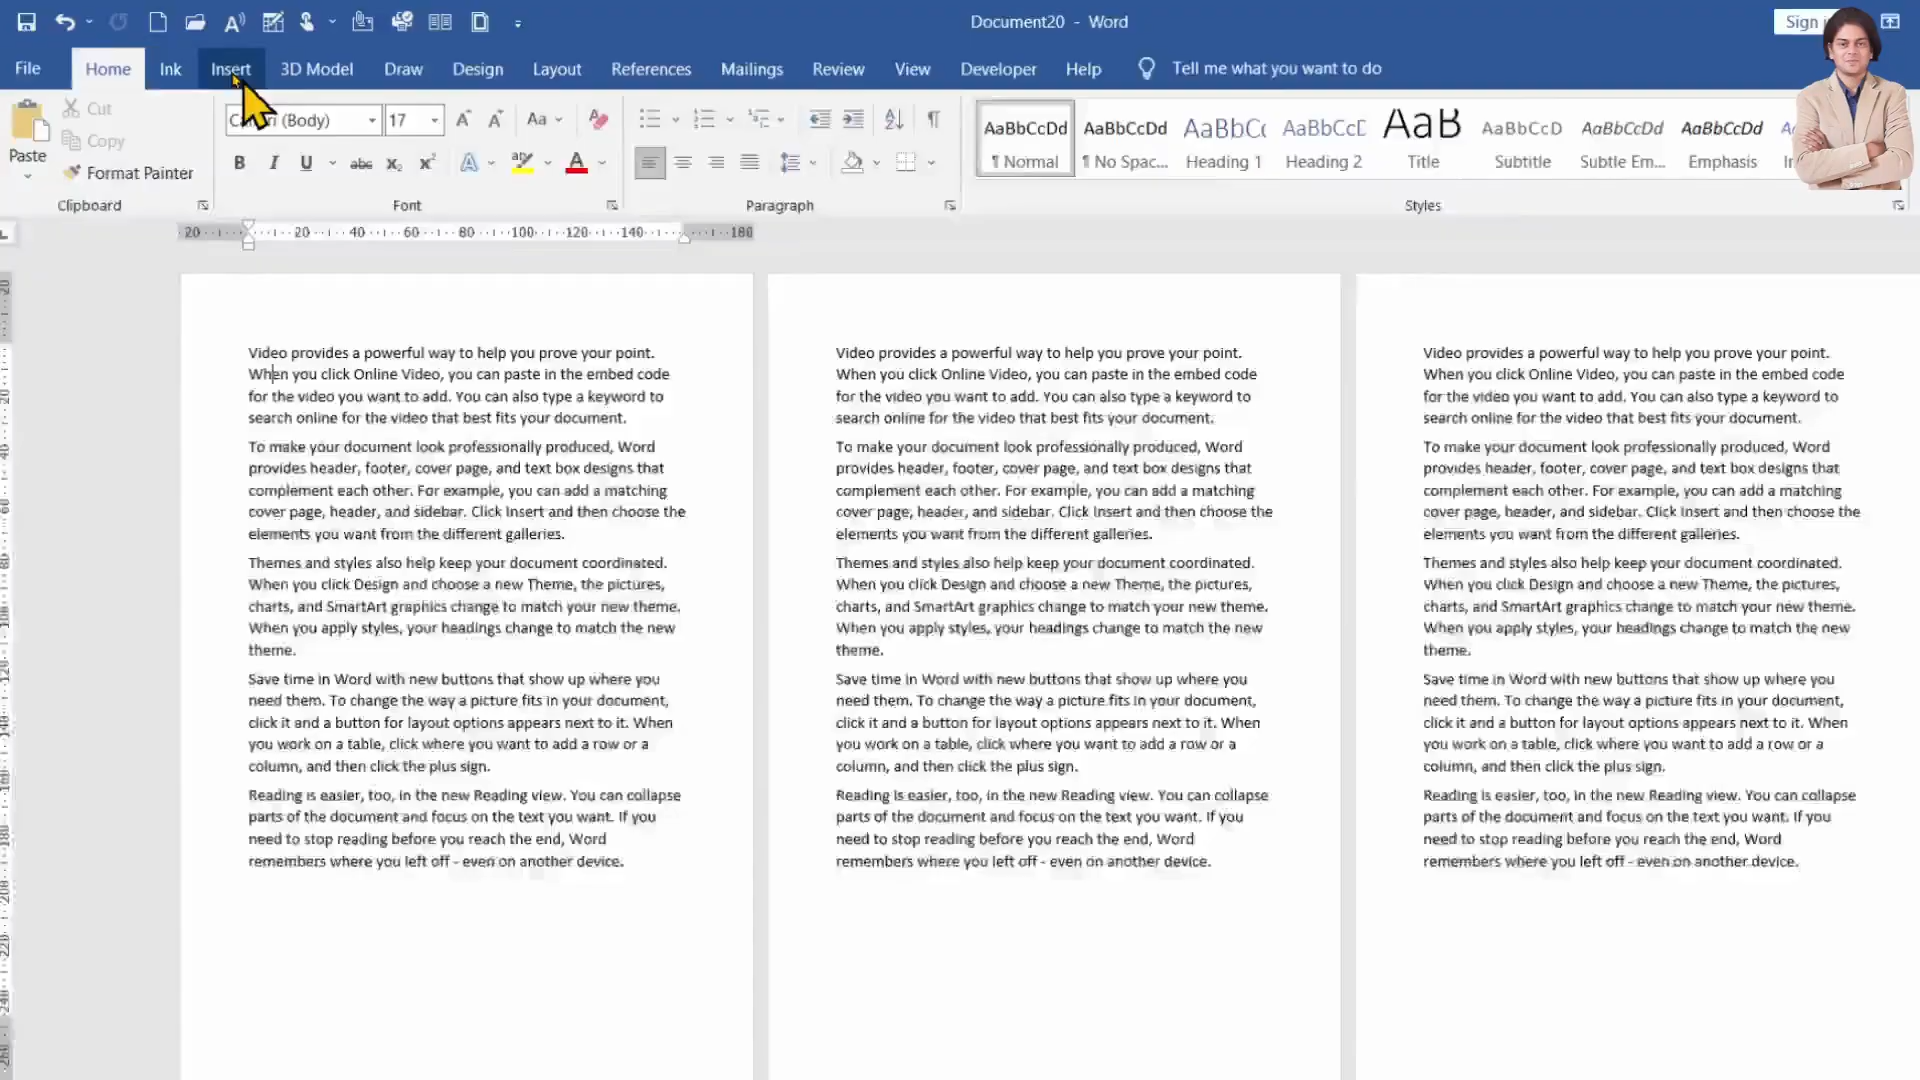 Document20 - Word
Sign i
File Home Ink Insert 3D Model Draw Design Layout References Mailings Review View Developer Help Tell me what you want to do
Paste
Cut
Copy
Format Painter
Clipboard
(Body) 17
Aa
B I U abc x₂ x² A A
Font
Paragraph
AaBbCcDd AaBbCcDd AaBbCc AaBbCcD AaB AaBbCcD AaBbCcDd AaBbCcDd
¶ Normal ¶ No Spac... Heading 1 Heading 2 Title Subtitle Subtle Em... Emphasis
Styles
20 20 40 60 80 100 120 140 180
Video provides a powerful way to help you prove your point.
When you click Online Video, you can paste in the embed code
for the video you want to add. You can also type a keyword to
search online for the video that best fits your document.
To make your document look professionally produced, Word
provides header, footer, cover page, and text box designs that
complement each other. For example, you can add a matching
cover page, header, and sidebar. Click Insert and then choose the
elements you want from the different galleries.
Themes and styles also help keep your document coordinated.
When you click Design and choose a new Theme, the pictures,
charts, and SmartArt graphics change to match your new theme.
When you apply styles, your headings change to match the new
theme.
Save time in Word with new buttons that show up where you
need them. To change the way a picture fits in your document,
click it and a button for layout options appears next to it. When
you work on a table, click where you want to add a row or a
column, and then click the plus sign.
Reading is easier, too, in the new Reading view. You can collapse
parts of the document and focus on the text you want. If you
need to stop reading before you reach the end, Word
remembers where you left off - even on another device.
Video provides a powerful way to help you prove your point.
When you click Online Video, you can paste in the embed code
for the video you want to add. You can also type a keyword to
search online for the video that best fits your document.
To make your document look professionally produced, Word
provides header, footer, cover page, and text box designs that
complement each other. For example, you can add a matching
cover page, header, and sidebar. Click Insert and then choose the
elements you want from the different galleries.
Themes and styles also help keep your document coordinated.
When you click Design and choose a new Theme, the pictures,
charts, and SmartArt graphics change to match your new theme.
When you apply styles, your headings change to match the new
theme.
Save time in Word with new buttons that show up where you
need them. To change the way a picture fits in your document,
click it and a button for layout options appears next to it. When
you work on a table, click where you want to add a row or a
column, and then click the plus sign.
Reading is easier, too, in the new Reading view. You can collapse
parts of the document and focus on the text you want. If you
need to stop reading before you reach the end, Word
remembers where you left off - even on another device.
Video provides a powerful way to help you prove your point.
When you click Online Video, you can paste in the embed code
for the video you want to add. You can also type a keyword to
search online for the video that best fits your document.
To make your document look professionally produced, Word
provides header, footer, cover page, and text box designs that
complement each other. For example, you can add a matching
cover page, header, and sidebar. Click Insert and then choose the
elements you want from the different galleries.
Themes and styles also help keep your document coordinated.
When you click Design and choose a new Theme, the pictures,
charts, and SmartArt graphics change to match your new theme.
When you apply styles, your headings change to match the new
theme.
Save time in Word with new buttons that show up where you
need them. To change the way a picture fits in your document,
click it and a button for layout options appears next to it. When
you work on a table, click where you want to add a row or a
column, and then click the plus sign.
Reading is easier, too, in the new Reading view. You can collapse
parts of the document and focus on the text you want. If you
need to stop reading before you reach the end, Word
remembers where you left off - even on another device.